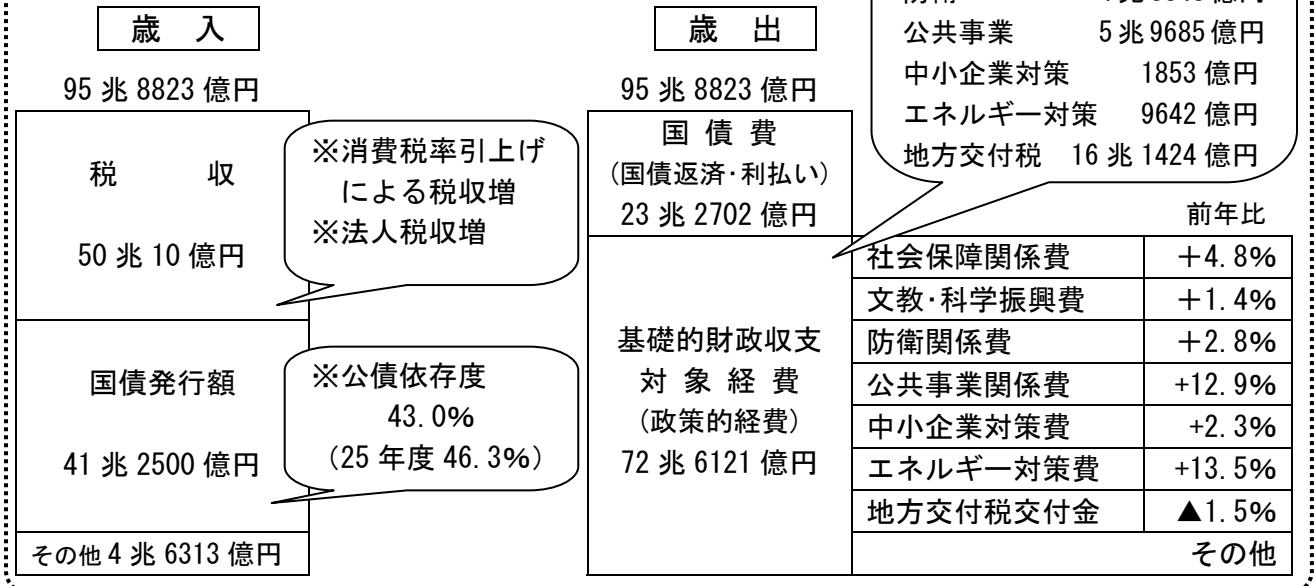 歳 入
95 兆 8823 億円
税 収
50 兆 10 億円
※消費税率引上げ
による税収増
※法人税収増
国債発行額
41 兆 2500 億円
※公債依存度
43.0%
(25 年度 46.3%)
その他 4 兆 6313 億円
歳 出
95 兆 8823 億円
国 債 費
(国債返済・利払い)
23 兆 2702 億円
基礎的財政収支
対 象 経 費
(政策的経費)
72 兆 6121 億円
公共事業 5 兆 9685 億円
中小企業対策 1853 億円
エネルギー対策 9642 億円
地方交付税 16 兆 1424 億円
前年比
社会保障関係費 +4.8%
文教・科学振興費 +1.4%
防衛関係費 +2.8%
公共事業関係費 +12.9%
中小企業対策費 +2.3%
エネルギー対策費 +13.5%
地方交付税交付金 ▲1.5%
その他